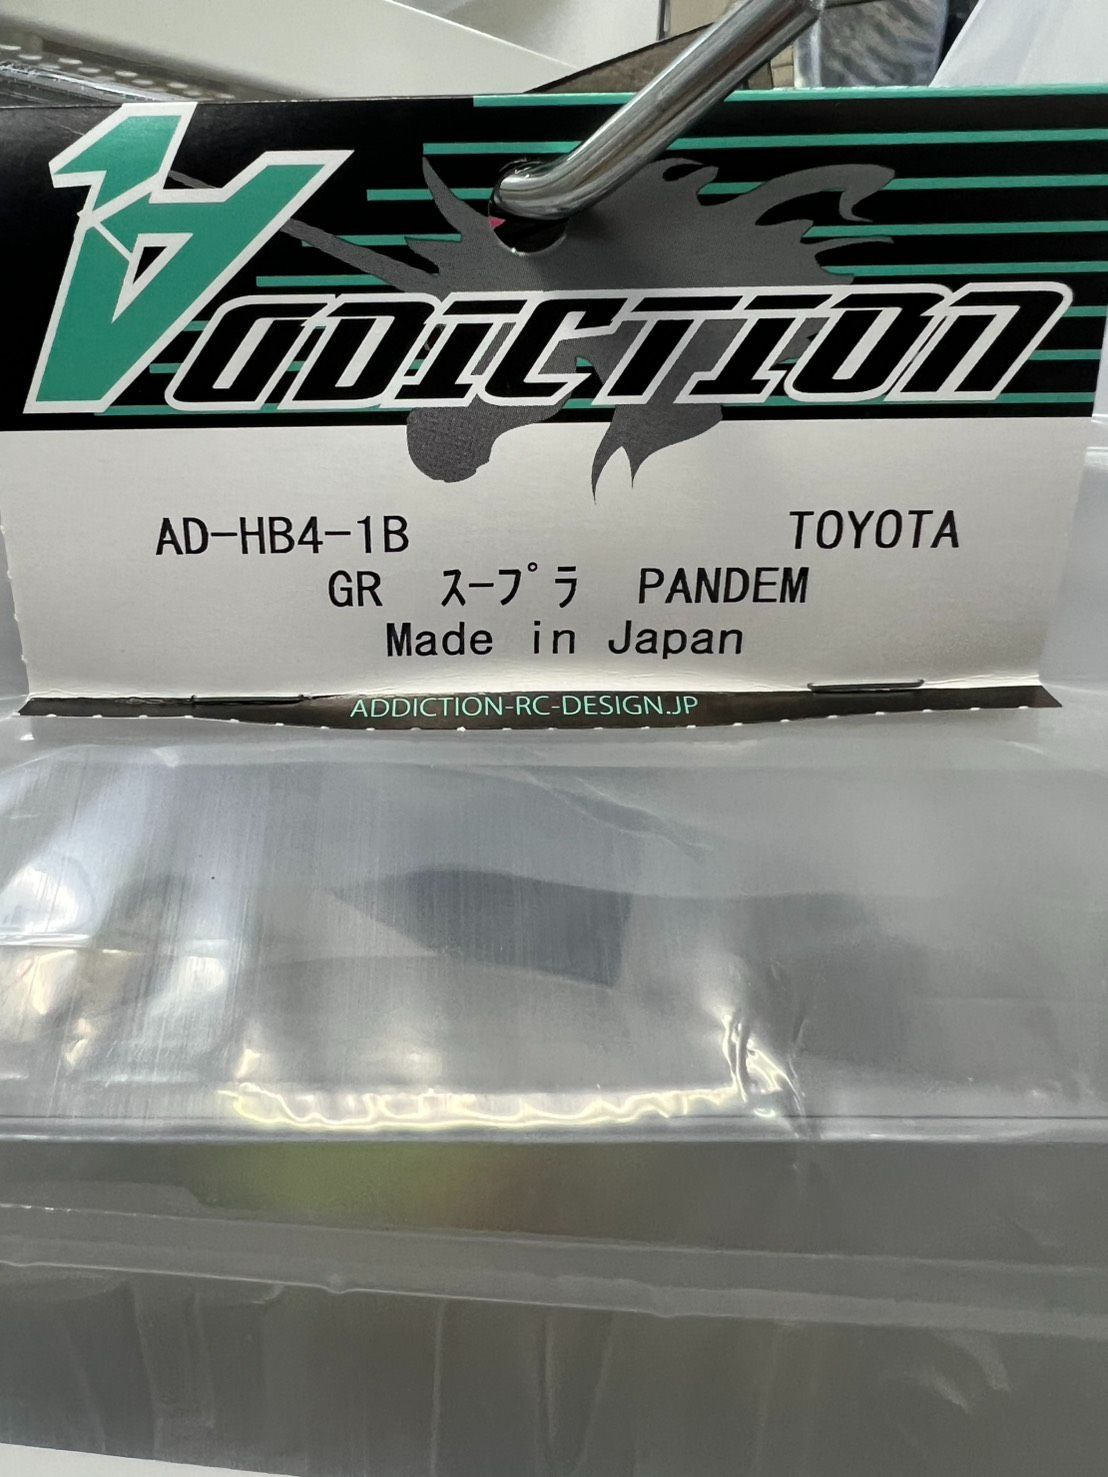 ADDICTION
AD-HB4-1B TOYOTA
GR ｽｰﾌﾟﾗ PANDEM
Made in Japan
ADDICTION-RC-DESIGN.JP